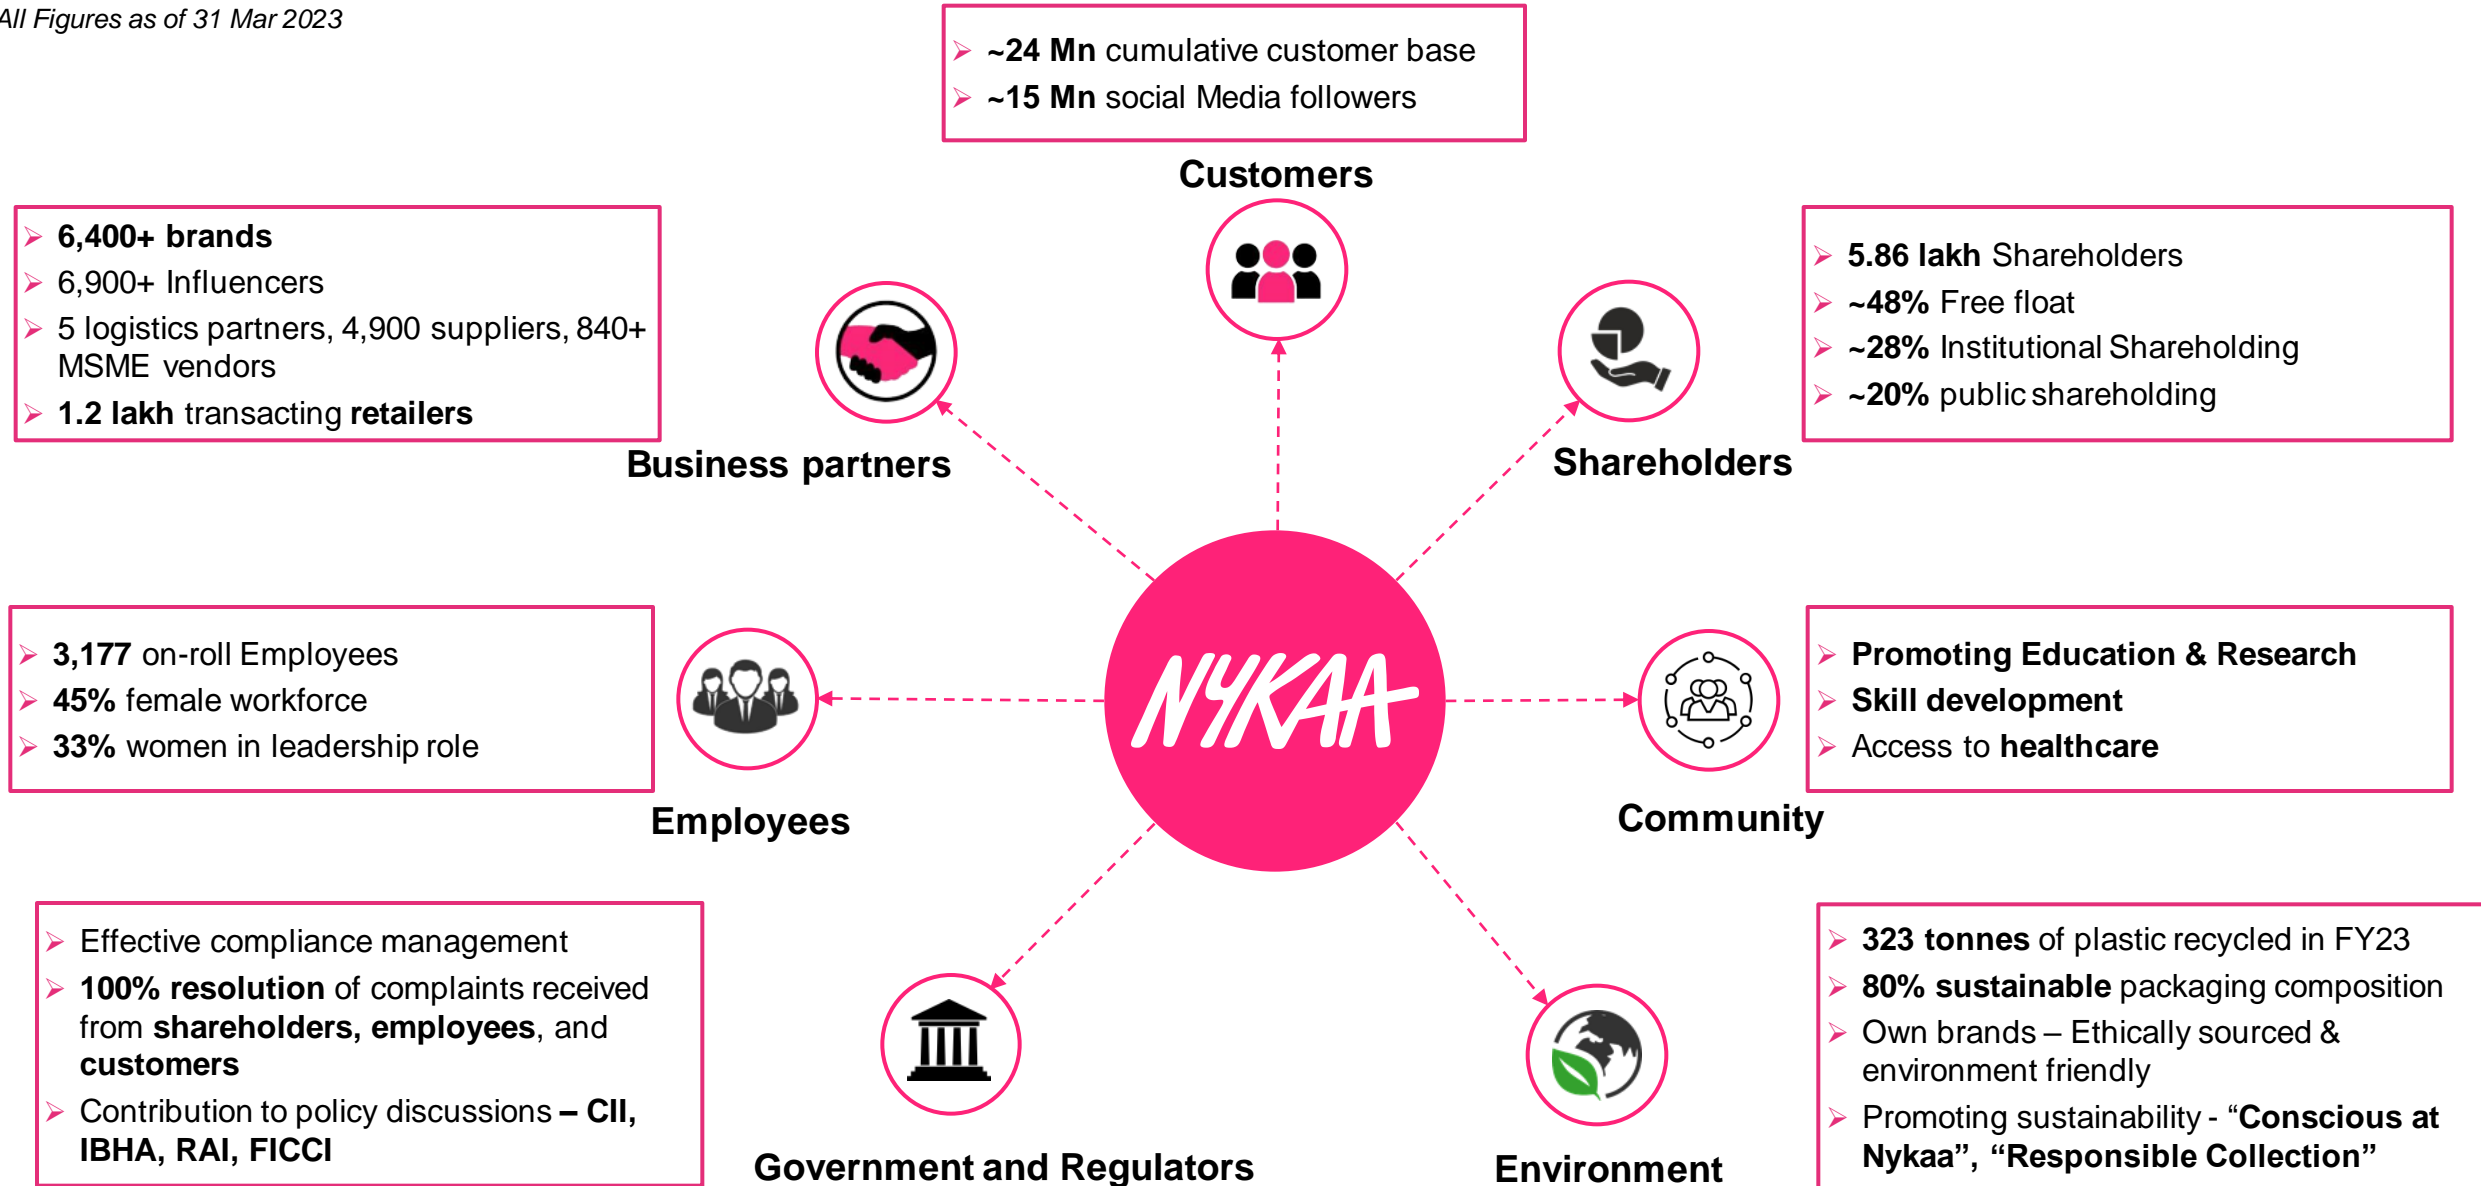 All Figures as of 31 Mar 2023
~24 Mn cumulative customer base
~15 Mn social Media followers
Customers
6,400+ brands
6,900+ Influencers
5 logistics partners, 4,900 suppliers, 840+
MSME vendors
1.2 lakh transacting retailers
Business partners
5.86 lakh Shareholders
~48% Free float
~28% Institutional Shareholding
~20% public shareholding
Shareholders
3,177 on-roll Employees
45% female workforce
33% women in leadership role
Employees
NYKAA
Promoting Education & Research
Skill development
Access to healthcare
Community
Effective compliance management
100% resolution of complaints received
from shareholders, employees, and
customers
Contribution to policy discussions – CII,
IBHA, RAI, FICCI
Government and Regulators
323 tonnes of plastic recycled in FY23
80% sustainable packaging composition
Own brands – Ethically sourced &
environment friendly
Promoting sustainability - “Conscious at
Nykaa”, “Responsible Collection”
Environment